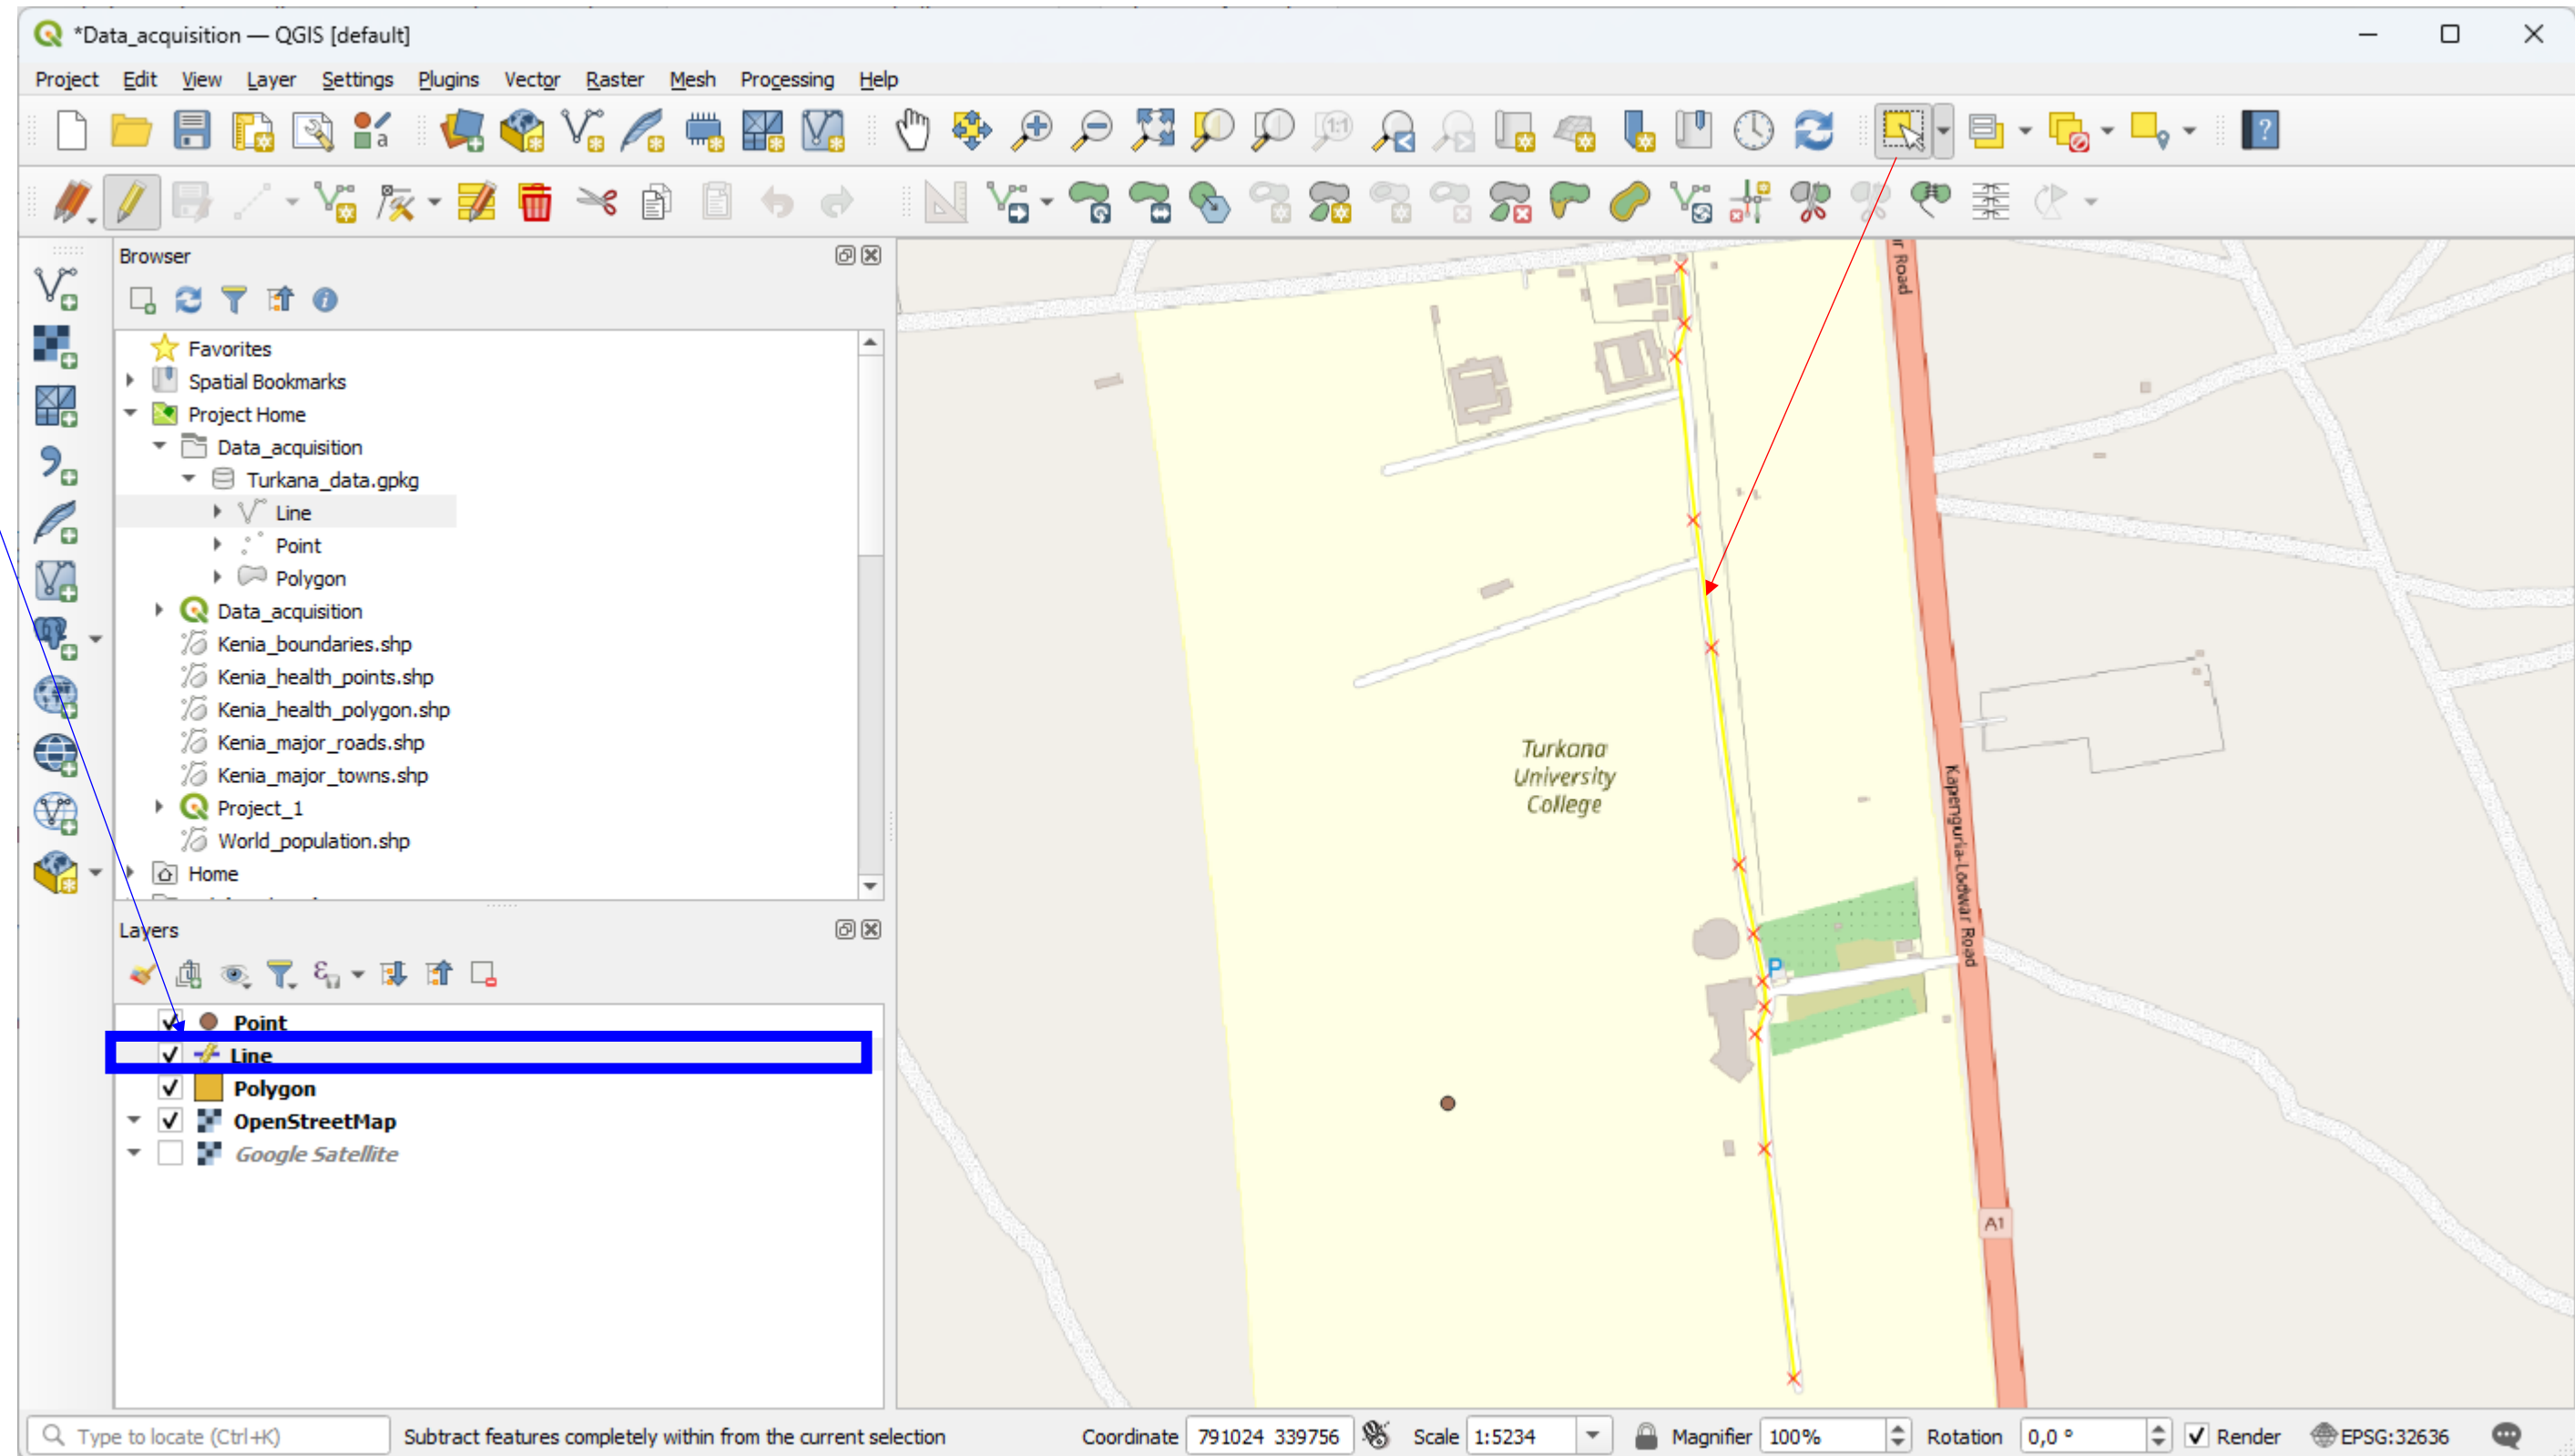 *Data_acquisition — QGIS [default]
Project Edit View Layer Settings Plugins Vector Raster Mesh Processing Help
Browser
Favorites
Spatial Bookmarks
Project Home
Data_acquisition
Turkana_data.gpkg
Line
Point
Polygon
Data_acquisition
Kenia_boundaries.shp
Kenia_health_points.shp
Kenia_health_polygon.shp
Kenia_major_roads.shp
Kenia_major_towns.shp
Project_1
World_population.shp
Home
Layers
Point
Line
Polygon
OpenStreetMap
Google Satellite
Road
Turkana
University
College
Kapenguria-Lodwar Road
P
A1
Type to locate (Ctrl+K) Subtract features completely within from the current selection Coordinate 791024 339756 Scale 1:5234 Magnifier 100% Rotation 0,0 ° Render EPSG:32636